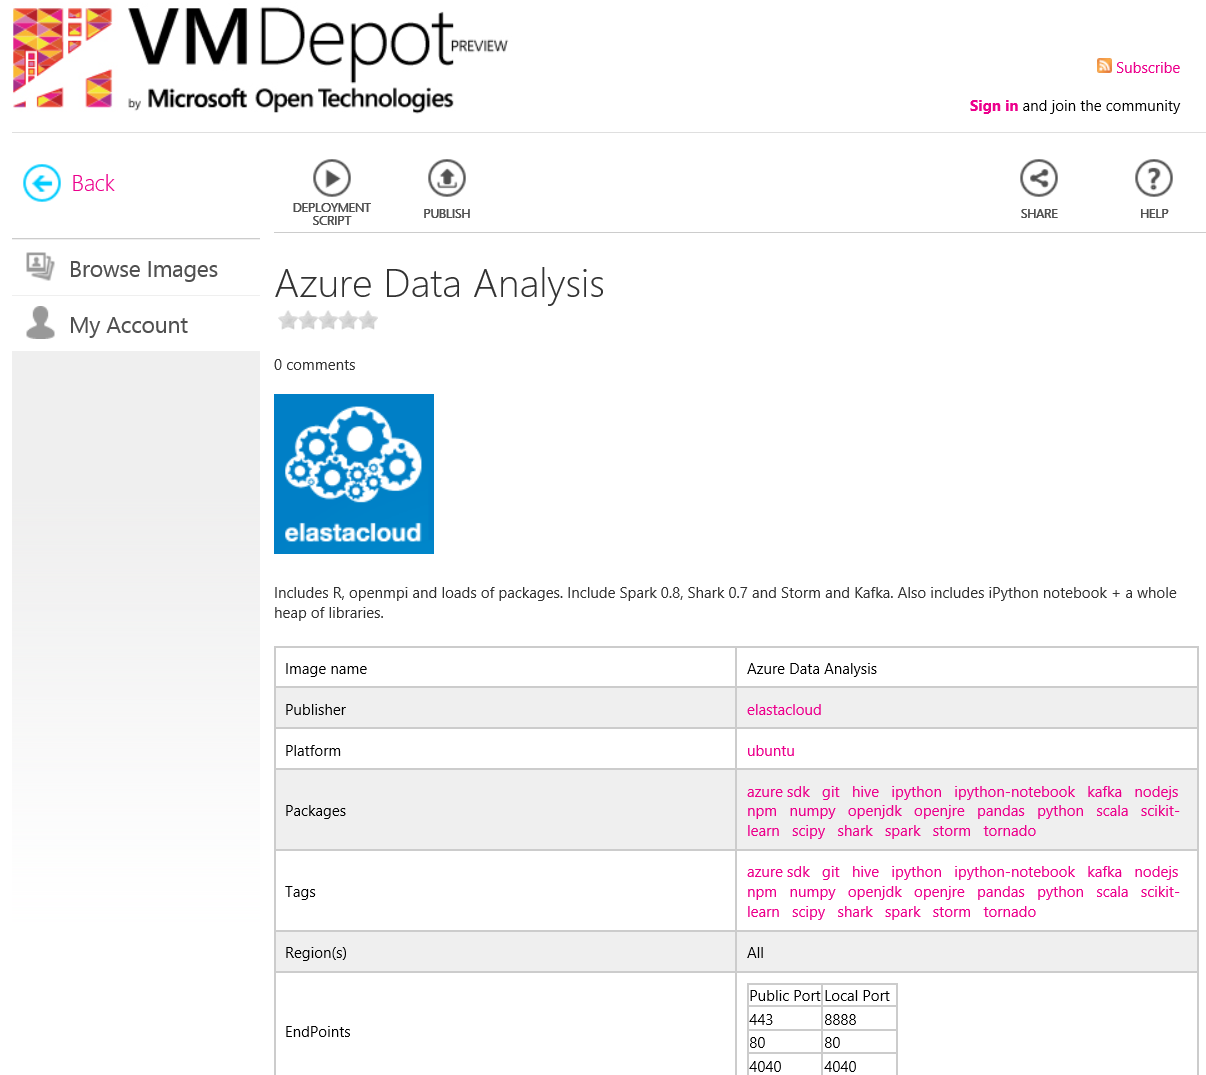 VMDepot PREVIEW
by Microsoft Open Technologies
Subscribe
Sign in and join the community
Back
DEPLOYMENT
SCRIPT
PUBLISH
SHARE
?
HELP
Browse Images
My Account
Azure Data Analysis
0 comments
elastacloud
Includes R, openmpi and loads of packages. Include Spark 0.8, Shark 0.7 and Storm and Kafka. Also includes iPython notebook + a whole
heap of libraries.
Image name Azure Data Analysis
Publisher elastacloud
Platform ubuntu
Packages
azure sdk git hive ipython ipython-notebook kafka nodejs
npm numpy openjdk openjre pandas python scala scikit-
learn scipy shark spark storm tornado
Tags
azure sdk git hive ipython ipython-notebook kafka nodejs
npm numpy openjdk openjre pandas python scala scikit-
learn scipy shark spark storm tornado
Region(s) All
EndPoints
Public Port Local Port
443 8888
80 80
4040 4040